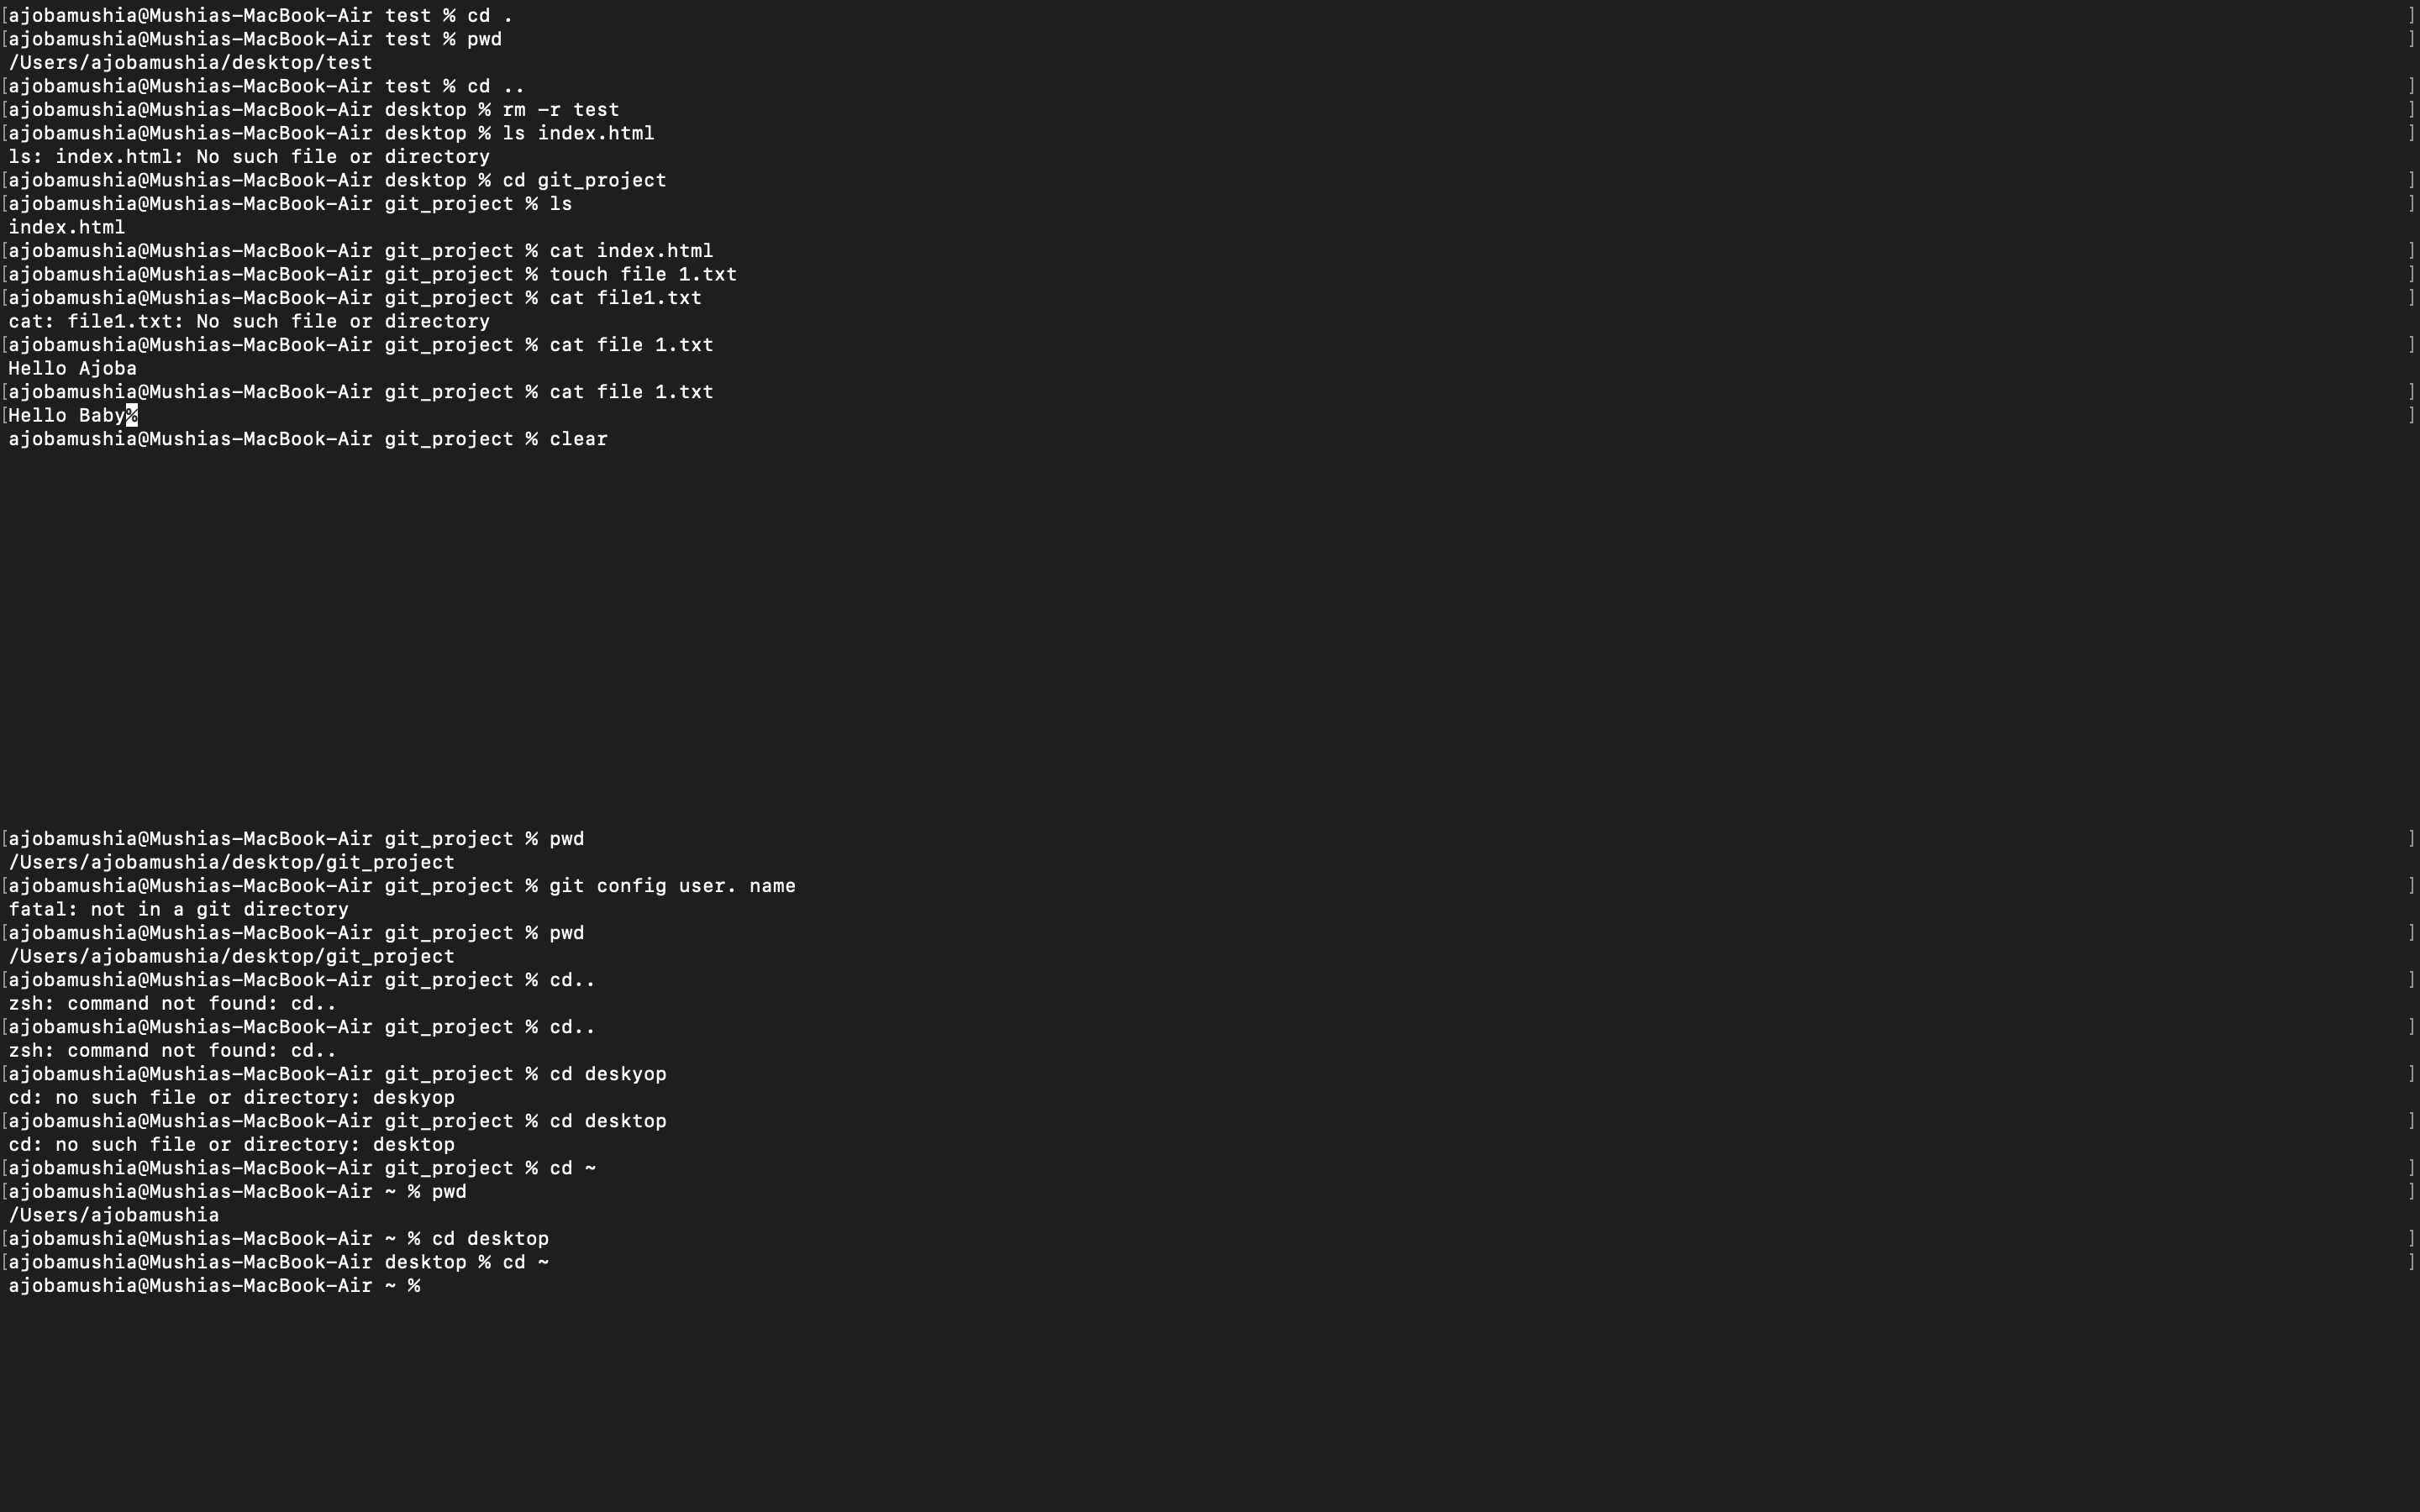 [ajobamushia@Mushias-MacBook-Air test % cd . ]
[ajobamushia@Mushias-MacBook-Air test % pwd ]
/Users/ajobamushia/desktop/test
[ajobamushia@Mushias-MacBook-Air test % cd .. ]
[ajobamushia@Mushias-MacBook-Air desktop % rm -r test ]
[ajobamushia@Mushias-MacBook-Air desktop % ls index.html ]
ls: index.html: No such file or directory
[ajobamushia@Mushias-MacBook-Air desktop % cd git_project ]
[ajobamushia@Mushias-MacBook-Air git_project % ls ]
index.html
[ajobamushia@Mushias-MacBook-Air git_project % cat index.html ]
[ajobamushia@Mushias-MacBook-Air git_project % touch file 1.txt ]
[ajobamushia@Mushias-MacBook-Air git_project % cat file1.txt ]
cat: file1.txt: No such file or directory
[ajobamushia@Mushias-MacBook-Air git_project % cat file 1.txt ]
Hello Ajoba
[ajobamushia@Mushias-MacBook-Air git_project % cat file 1.txt ]
[Hello Baby% ]
ajobamushia@Mushias-MacBook-Air git_project % clear
[ajobamushia@Mushias-MacBook-Air git_project % pwd ]
/Users/ajobamushia/desktop/git_project
[ajobamushia@Mushias-MacBook-Air git_project % git config user. name ]
fatal: not in a git directory
[ajobamushia@Mushias-MacBook-Air git_project % pwd ]
/Users/ajobamushia/desktop/git_project
[ajobamushia@Mushias-MacBook-Air git_project % cd.. ]
zsh: command not found: cd..
[ajobamushia@Mushias-MacBook-Air git_project % cd.. ]
zsh: command not found: cd..
[ajobamushia@Mushias-MacBook-Air git_project % cd deskyop ]
cd: no such file or directory: deskyop
[ajobamushia@Mushias-MacBook-Air git_project % cd desktop ]
cd: no such file or directory: desktop
[ajobamushia@Mushias-MacBook-Air git_project % cd ~ ]
[ajobamushia@Mushias-MacBook-Air ~ % pwd ]
/Users/ajobamushia
[ajobamushia@Mushias-MacBook-Air ~ % cd desktop ]
[ajobamushia@Mushias-MacBook-Air desktop % cd ~ ]
ajobamushia@Mushias-MacBook-Air ~ %